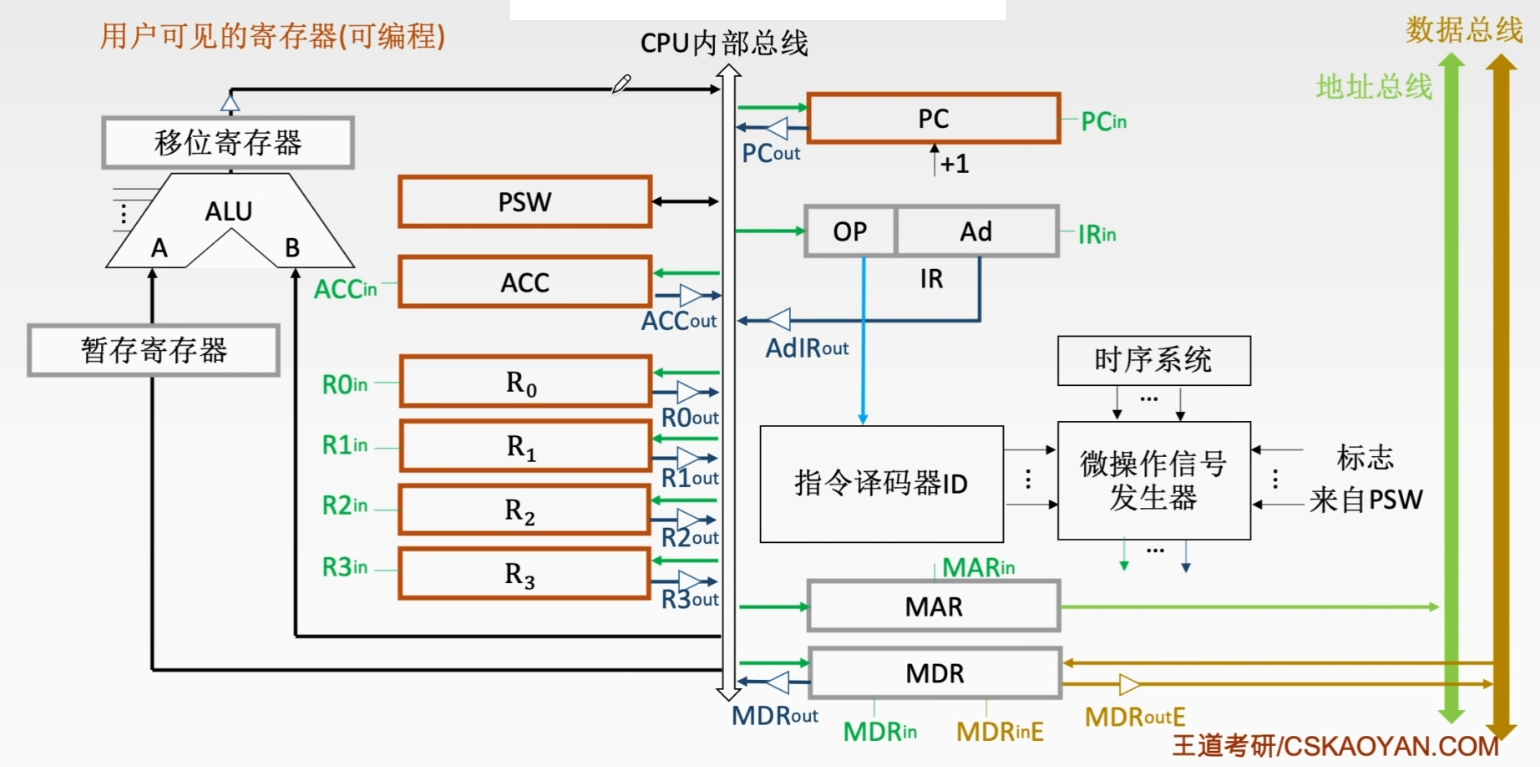 用户可见的寄存器(可编程)
CPU内部总线
数据总线
地址总线
移位寄存器
ALU
A
B
暂存寄存器
PSW
ACCin
ACC
ACCout
R0in
R0
R0out
R1in
R1
R1out
R2in
R2
R2out
R3in
R3
R3out
PC
PCin
PCout
+1
OP
Ad
IRin
IR
AdIRout
时序系统
...
指令译码器ID
⋮
微操作信号
发生器
⋮
标志
来自PSW
...
MARin
MAR
MDR
MDRout
MDRin
MDRinE
MDRoutE
王道考研/CSKAOYAN.COM